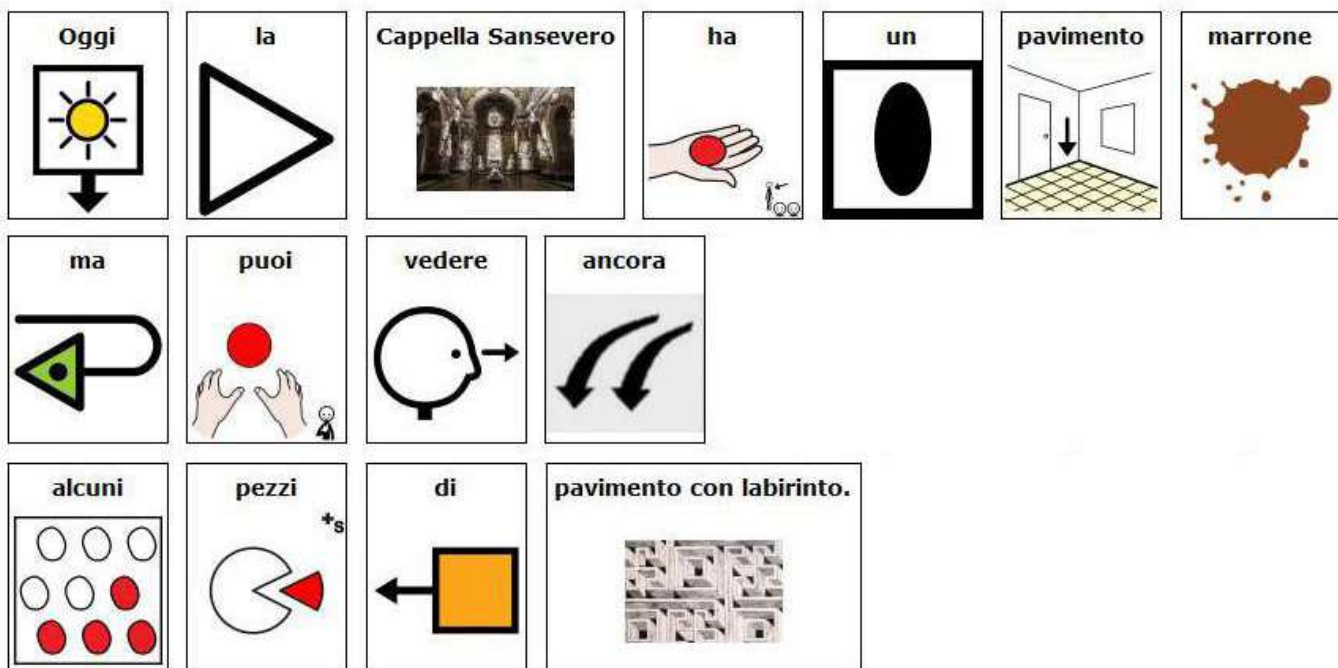 Oggi la Cappella Sansevero ha un pavimento marrone
ma puoi vedere ancora
alcuni pezzi di pavimento con labirinto.
+s